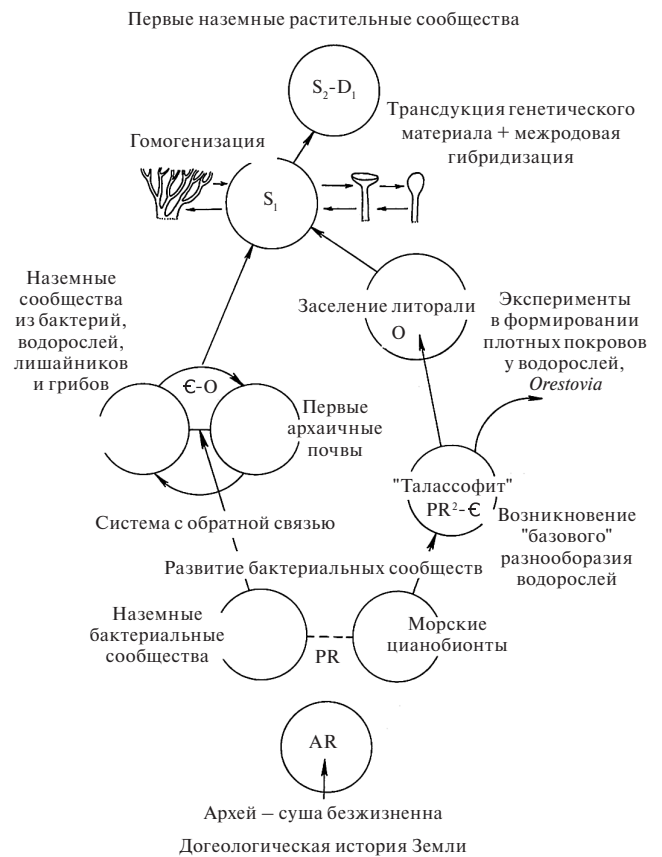 Первые наземные растительные сообщества
S₂-D₁
Трансдукция генетического
материала + межродовая
гибридизация
Гомогенизация
S₁
Наземные
сообщества
из бактерий,
водорослей,
лишайников
и грибов
Заселение литорали
O
Эксперименты
в формировании
плотных покровов
у водорослей,
Orestovia
Є-O
Первые
архаичные
почвы
"Талассофит"
PR²-Є
Возникновение
"базового"
разнооборазия
водорослей
Система с обратной связью
Развитие бактериальных сообществ
Наземные
бактериальные
сообщества
PR
Морские
цианобионты
AR
Архей – суша безжизненна
Догеологическая история Земли